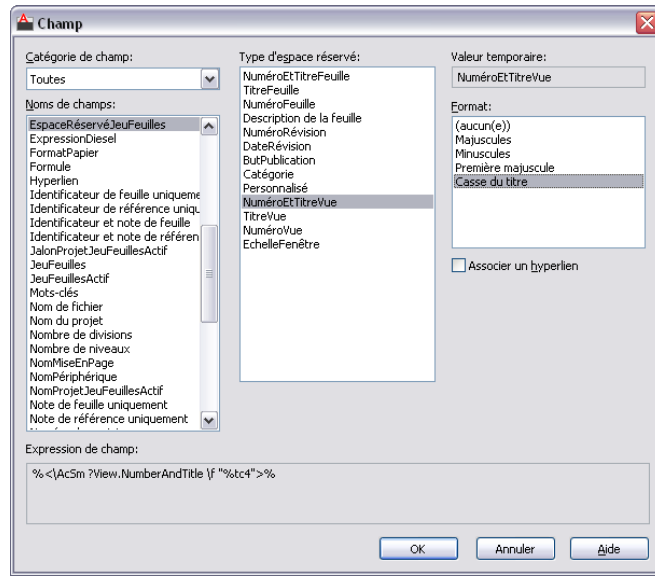 Champ
Catégorie de champ:
Toutes
Noms de champs:
EspaceRéservéJeuFeuilles
ExpressionDiesel
FormatPapier
Formule
Hyperlien
Identificateur de feuille uniqueme
Identificateur de référence uniqu
Identificateur et note de feuille
Identificateur et note de référen
JalonProjetJeuFeuillesActif
JeuFeuilles
JeuFeuillesActif
Mots-clés
Nom de fichier
Nom du projet
Nombre de divisions
Nombre de niveaux
NomMiseEnPage
NomPériphérique
NomProjetJeuFeuillesActif
Note de feuille uniquement
Note de référence uniquement
Type d'espace réservé:
NuméroEtTitreFeuille
TitreFeuille
NuméroFeuille
Description de la feuille
NuméroRévision
DateRévision
ButPublication
Catégorie
Personnalisé
NuméroEtTitreVue
TitreVue
NuméroVue
EchelleFenêtre
Valeur temporaire:
NuméroEtTitreVue
Format:
(aucun(e))
Majuscules
Minuscules
Première majuscule
Casse du titre
Associer un hyperlien
Expression de champ:
%<\AcSm ?View.NumberAndTitle \f "%tc4">%
OK
Annuler
Aide